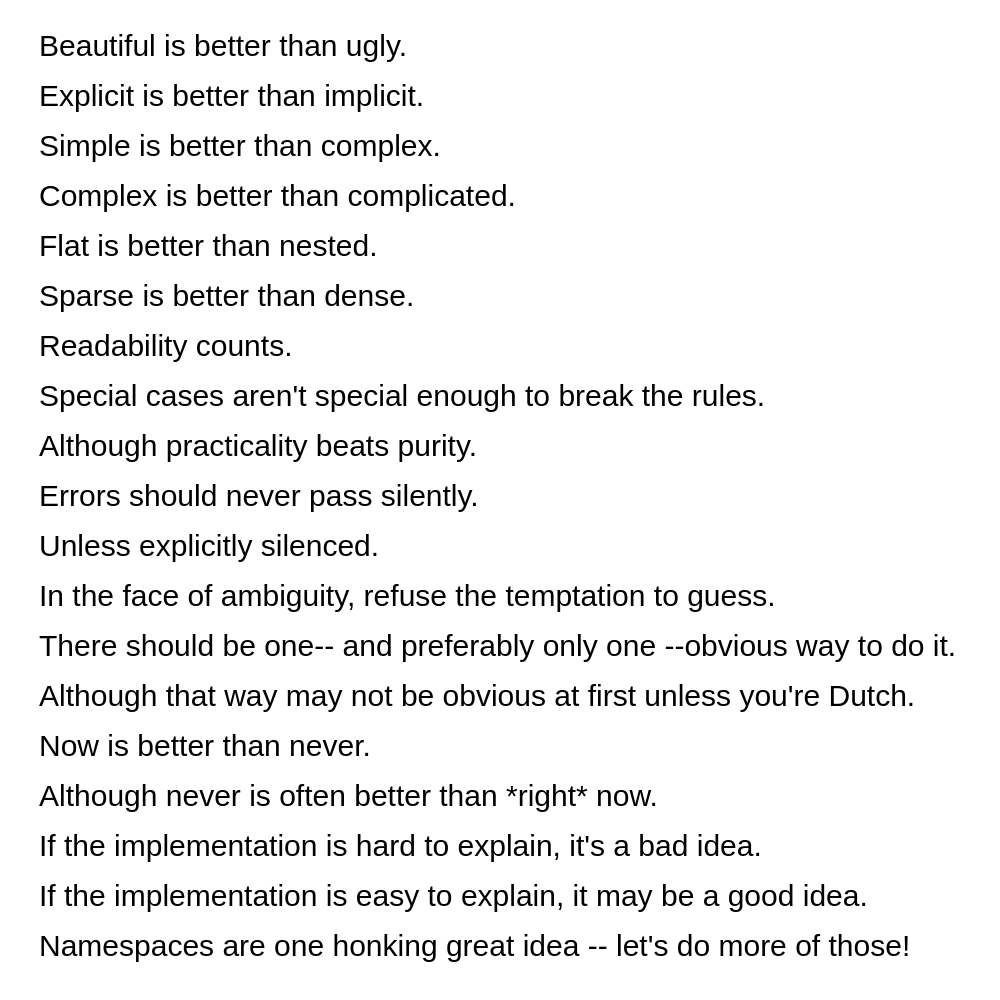 Beautiful is better than ugly.
Explicit is better than implicit.
Simple is better than complex.
Complex is better than complicated.
Flat is better than nested.
Sparse is better than dense.
Readability counts.
Special cases aren't special enough to break the rules.
Although practicality beats purity.
Errors should never pass silently.
Unless explicitly silenced.
In the face of ambiguity, refuse the temptation to guess.
There should be one-- and preferably only one --obvious way to do it.
Although that way may not be obvious at first unless you're Dutch.
Now is better than never.
Although never is often better than *right* now.
If the implementation is hard to explain, it's a bad idea.
If the implementation is easy to explain, it may be a good idea.
Namespaces are one honking great idea -- let's do more of those!